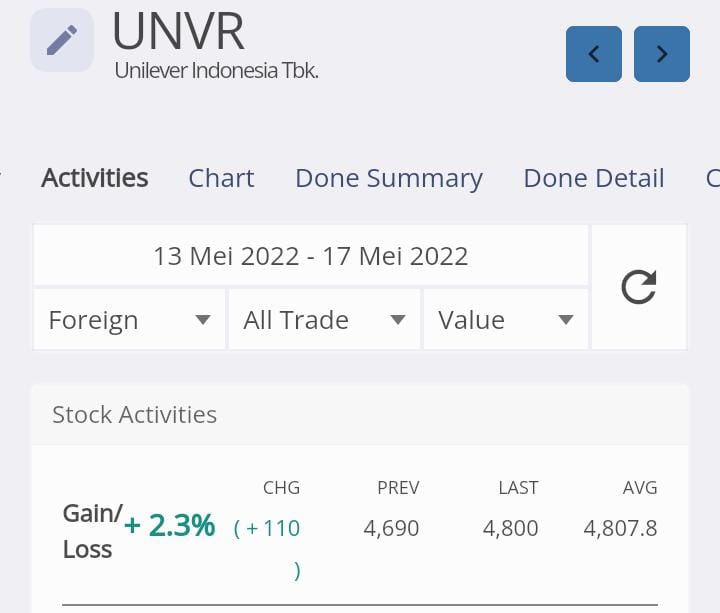 UNVR
Unilever Indonesia Tbk.
Activities Chart Done Summary Done Detail
13 Mei 2022 - 17 Mei 2022
Foreign All Trade Value
Stock Activities
CHG PREV LAST AVG
Gain/ + 2.3% ( + 110 4,690 4,800 4,807.8
Loss )